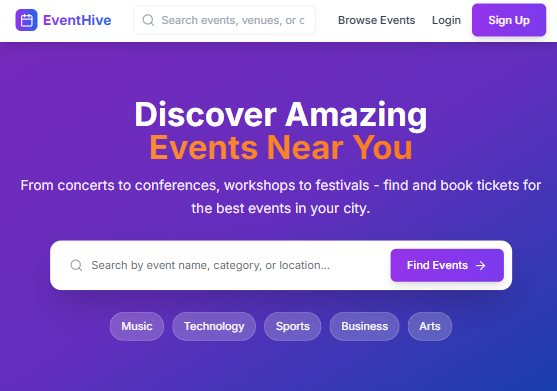 EventHive
Search events, venues, or c
Browse Events
Login
Sign Up
Discover Amazing
Events Near You
From concerts to conferences, workshops to festivals - find and book tickets for
the best events in your city.
Search by event name, category, or location...
Find Events
Music
Technology
Sports
Business
Arts